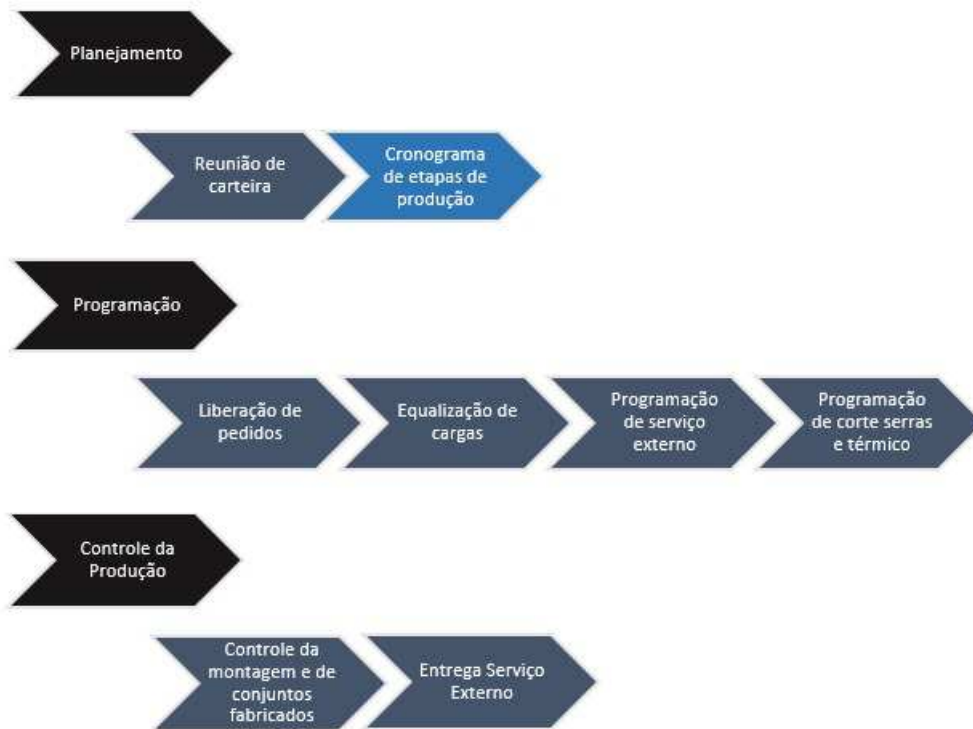 Planejamento
Reunião de
carteira
Cronograma
de etapas de
produção
Programação
Liberação de
pedidos
Equalização de
cargas
Programação
de serviço
externo
Programação
de corte serras
e térmico
Controle da
Produção
Controle da
montagem e de
conjuntos
fabricados
Entrega Serviço
Externo